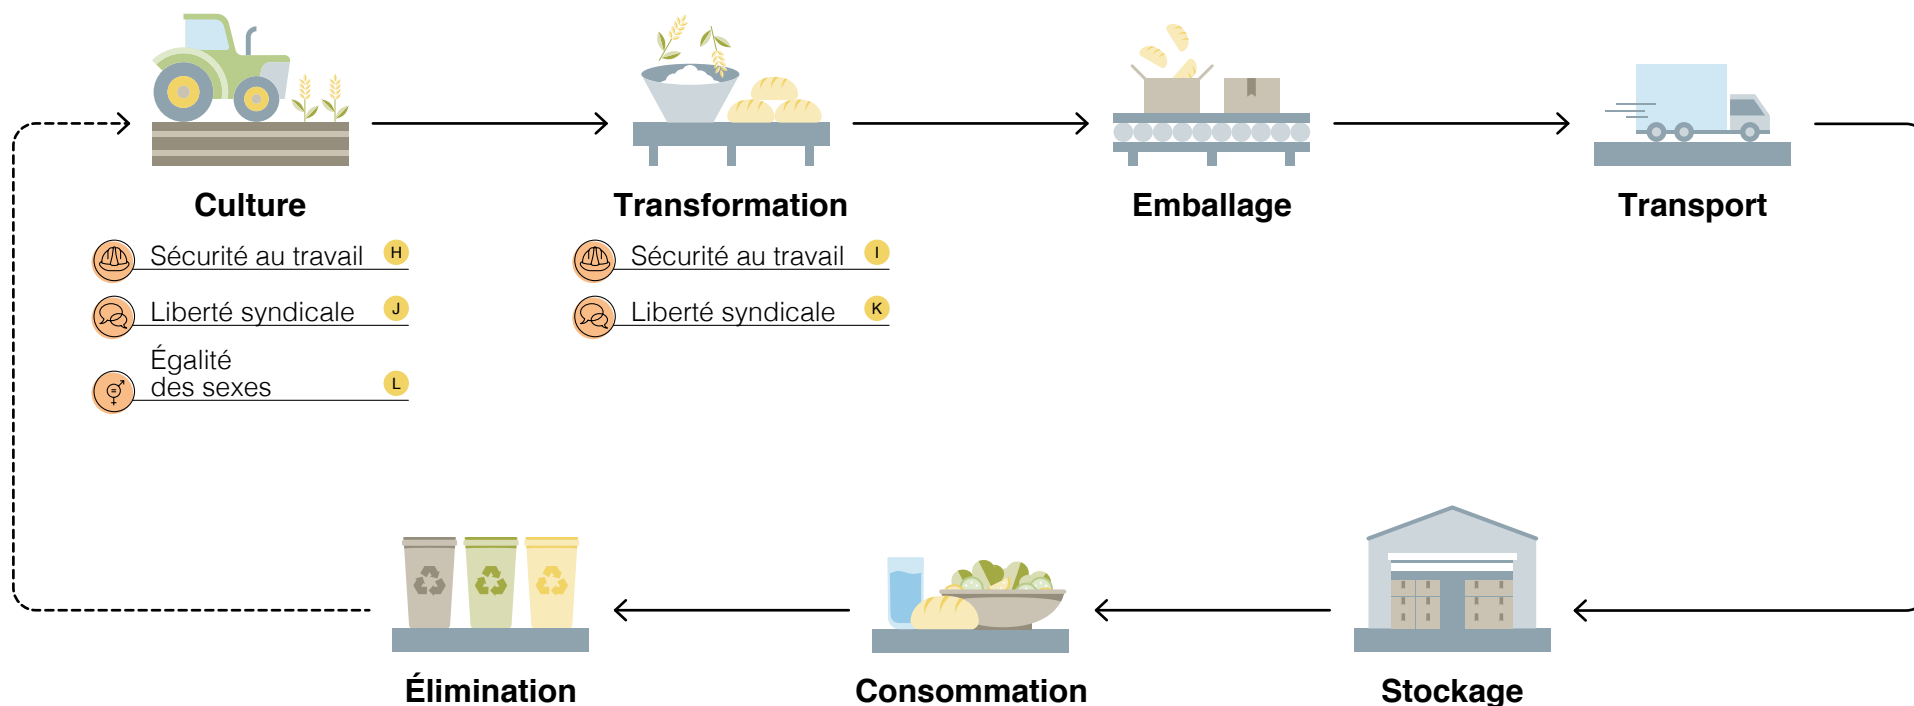 Culture
Transformation
Emballage
Transport
Sécurité au travail H
Liberté syndicale J
Égalité
des sexes L
Sécurité au travail I
Liberté syndicale K
Élimination
Consommation
Stockage